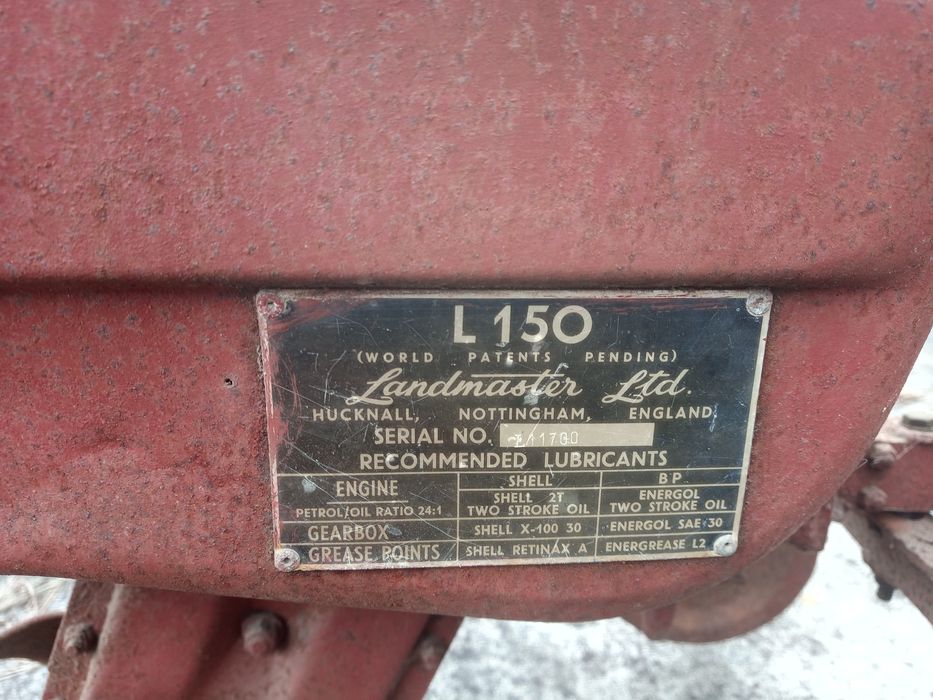 L 150
(WORLD PATENTS PENDING)
Landmaster Ltd.
HUCKNALL, NOTTINGHAM, ENGLAND.
SERIAL NO. 11700
RECOMMENDED LUBRICANTS
ENGINE SHELL BP
PETROL/OIL RATIO 24:1 SHELL 2T TWO STROKE OIL ENERGOL TWO STROKE OIL
GEARBOX SHELL X-100 30 ENERGOL SAE 30
GREASE POINTS SHELL RETINAX A ENERGREASE L2